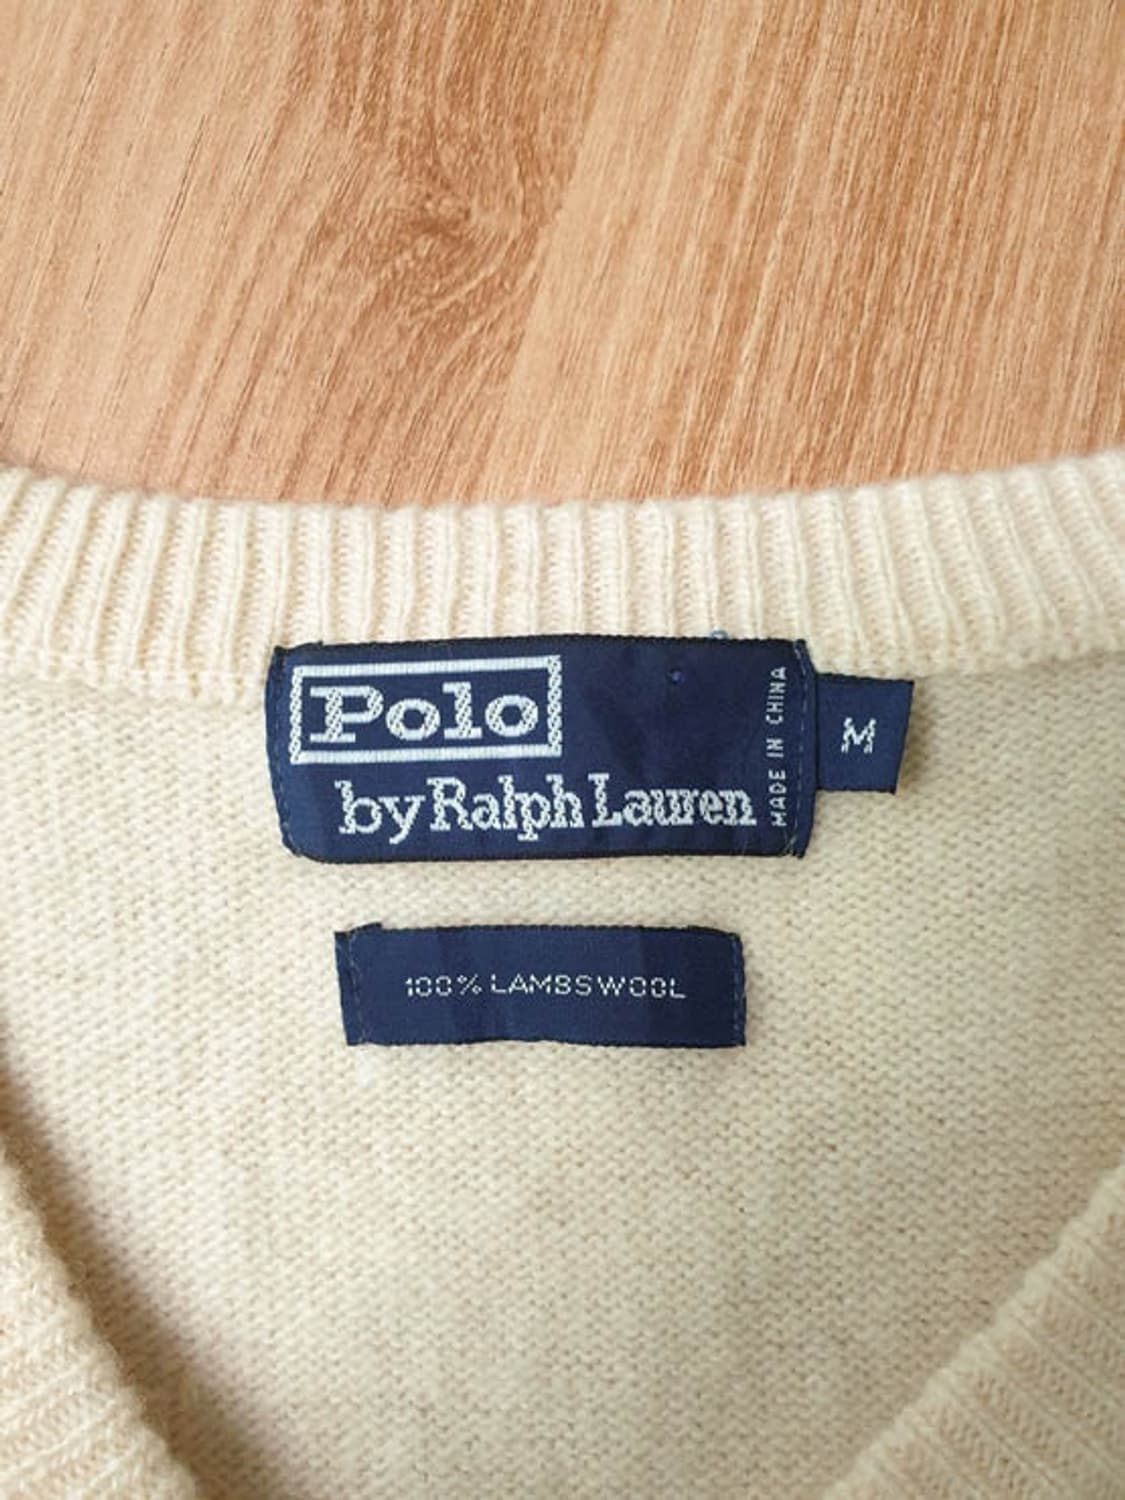 Polo
by Ralph Lauren
MADE IN CHINA
M
100% LAMBSWOOL